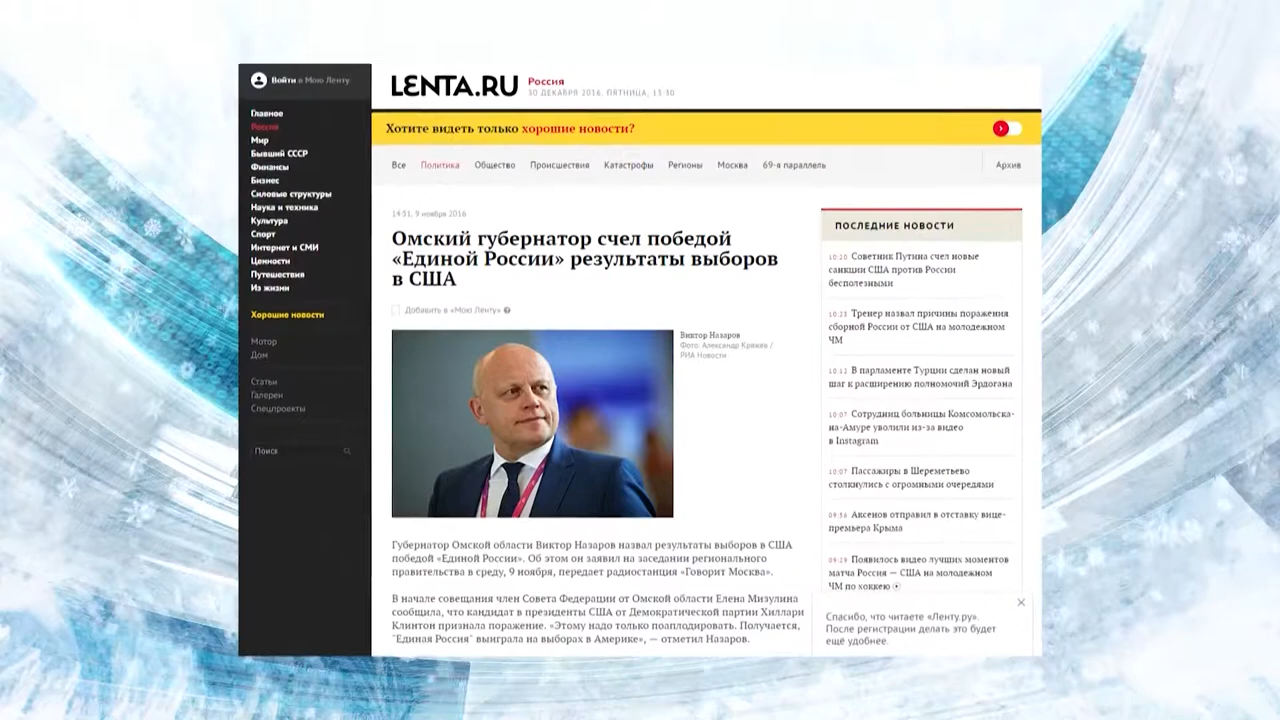 Войти в Мою Ленту
Главное
Россия
Мир
Бывший СССР
Финансы
Бизнес
Силовые структуры
Наука и техника
Культура
Спорт
Интернет и СМИ
Ценности
Путешествия
Из жизни
Хорошие новости
Мотор
Дом
Статьи
Галереи
Спецпроекты
Поиск
LENTA.RU
Россия
30 ДЕКАБРЯ 2016, ПЯТНИЦА, 13:30
Хотите видеть только хорошие новости?
Все Политика Общество Происшествия Катастрофы Регионы Москва 69-я параллель Архив
14:31, 9 ноября 2016
Омский губернатор счел победой
«Единой России» результаты выборов
в США
Добавить в «Мою Ленту»
Виктор Назаров
Фото: Александр Кряжев /
РИА Новости
Губернатор Омской области Виктор Назаров назвал результаты выборов в США
победой «Единой России». Об этом он заявил на заседании регионального
правительства в среду, 9 ноября, передает радиостанция «Говорит Москва».
В начале совещания член Совета Федерации от Омской области Елена Мизулина
сообщила, что кандидат в президенты США от Демократической партии Хиллари
Клинтон признала поражение. «Этому надо только поаплодировать. Получается,
"Единая Россия" выиграла на выборах в Америке», — отметил Назаров.
ПОСЛЕДНИЕ НОВОСТИ
Советник Путина счел новые
санкции США против России
бесполезными
Тренер назвал причины поражения
сборной России от США на молодежном
ЧМ
10:12 В парламенте Турции сделан новый
шаг к расширению полномочий Эрдогана
10:07 Сотрудниц больницы Комсомольска-
на-Амуре уволили из-за видео
в Instagram
Пассажиры в Шереметьево
столкнулись с огромными очередями
09:56 Аксенов отправил в отставку вице-
премьера Крыма
09:29 Появилось видео лучших моментов
матча Россия — США на молодежном
ЧМ по хоккею
Спасибо, что читаете «Ленту.ру».
После регистрации делать это будет
ещё удобнее.